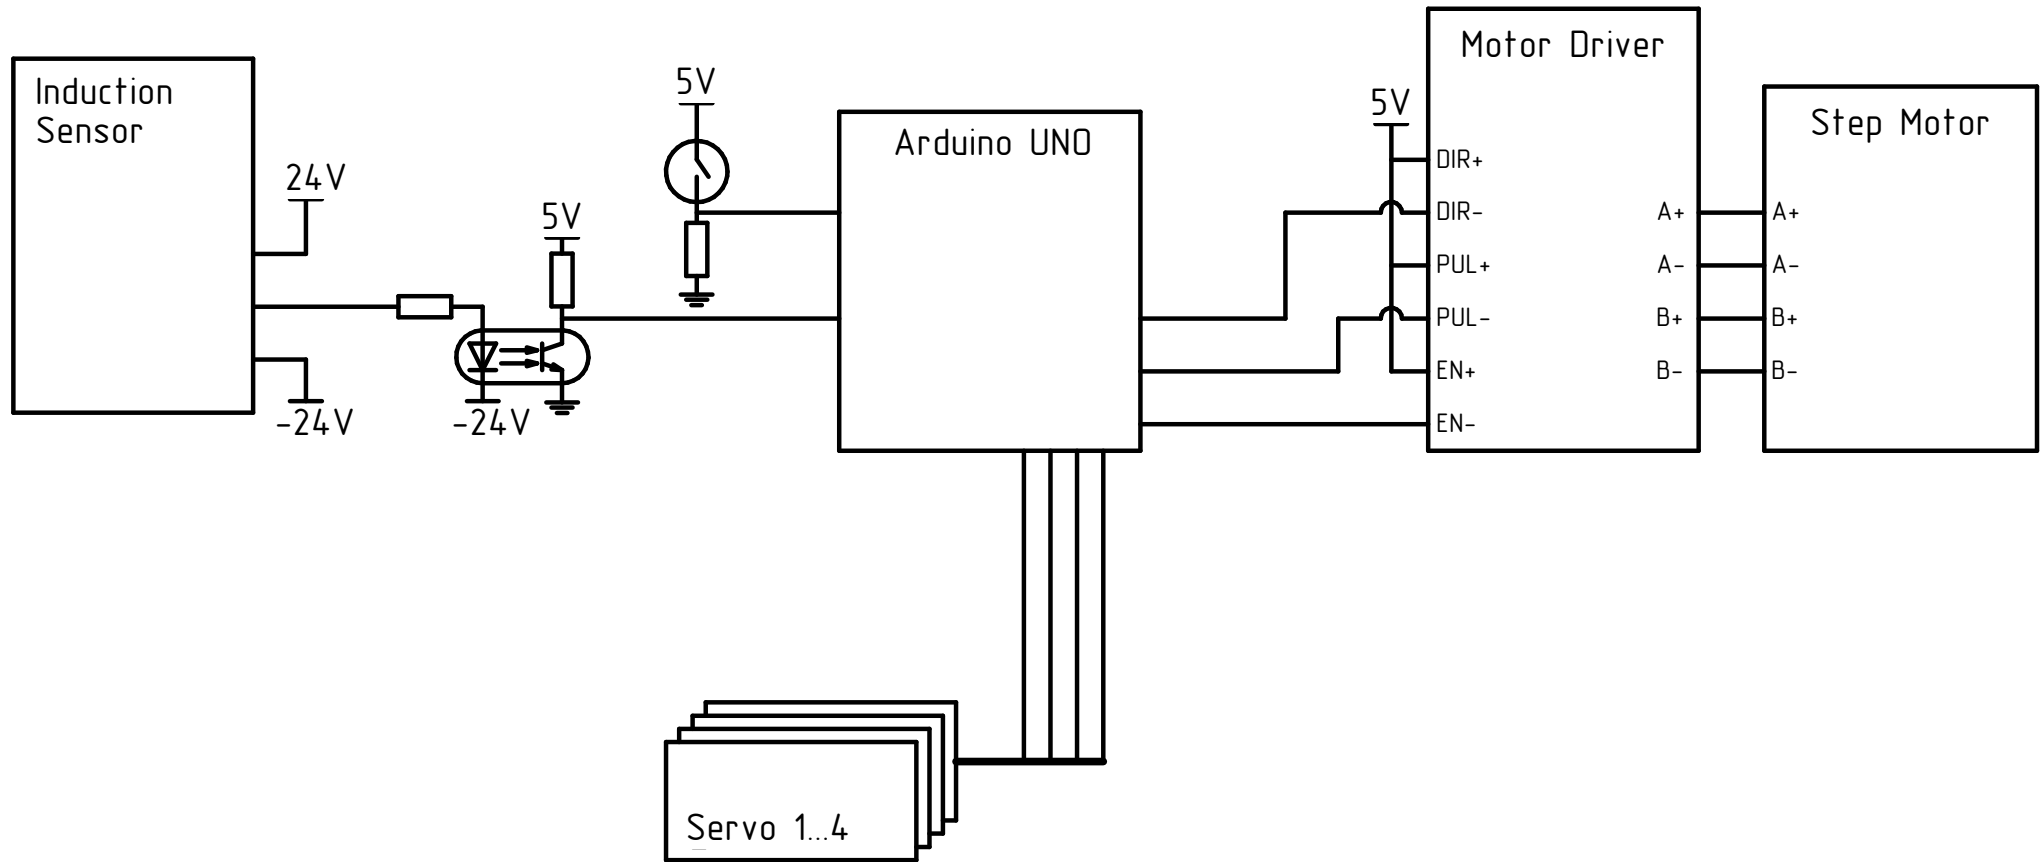 Motor Driver
Induction
Sensor
5V
5V
Step Motor
Arduino UNO
24V
5V
DIR+
DIR-
PUL+
PUL-
EN+
EN-
A+
A-
B+
B-
A+
A-
B+
B-
-24V
-24V
Servo 1...4